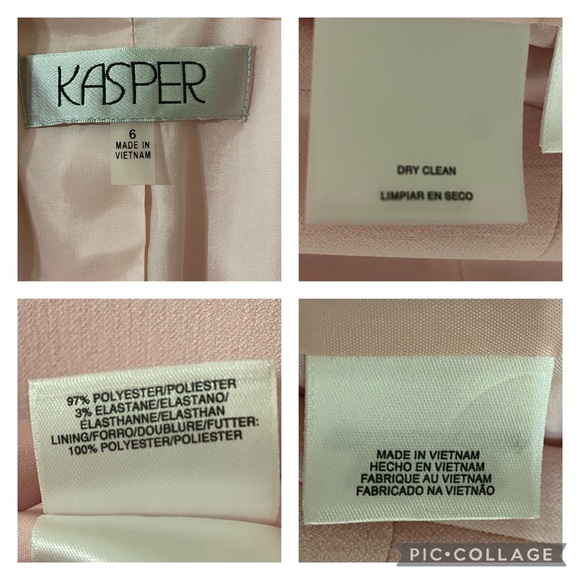 KASPER
6
MADE IN
VIETNAM
DRY CLEAN
LIMPIAR EN SECO
97% POLYESTER/POLIESTER
3% ELASTANE/ELASTANO/
ÉLASTHANNE/ELASTHAN
LINING/FORRO/DOUBLURE/FUTTER:
100% POLYESTER/POLIESTER
MADE IN VIETNAM
HECHO EN VIETNAM
FABRIQUE AU VIETNAM
FABRICADO NA VIETNÃO
PIC•COLLAGE